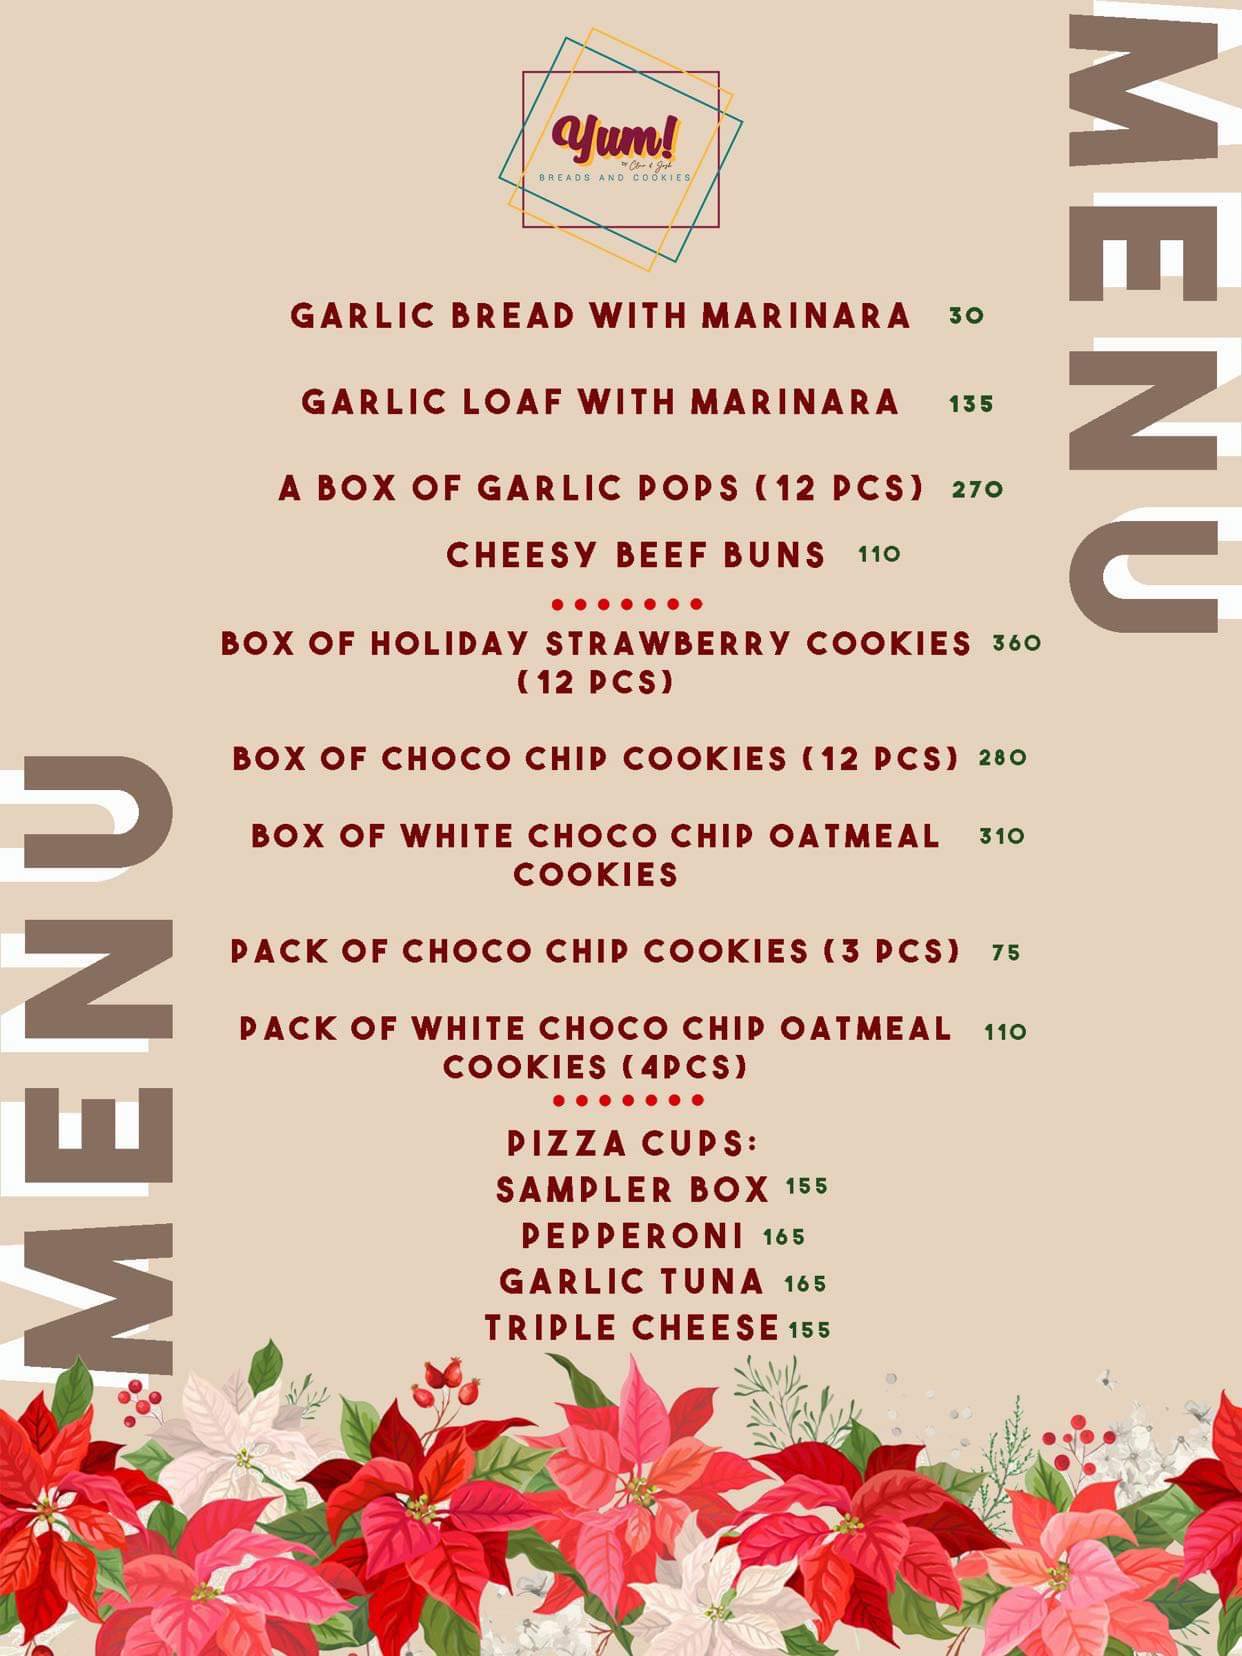 MENU
Yum!
BREADS AND COOKIES
GARLIC BREAD WITH MARINARA 30
GARLIC LOAF WITH MARINARA 135
A BOX OF GARLIC POPS (12 PCS) 270
CHEESY BEEF BUNS 110
BOX OF HOLIDAY STRAWBERRY COOKIES 360
(12 PCS)
BOX OF CHOCO CHIP COOKIES (12 PCS) 280
BOX OF WHITE CHOCO CHIP OATMEAL 310
COOKIES
PACK OF CHOCO CHIP COOKIES (3 PCS) 75
PACK OF WHITE CHOCO CHIP OATMEAL 110
COOKIES (4PCS)
PIZZA CUPS:
SAMPLER BOX 155
PEPPERONI 165
GARLIC TUNA 165
TRIPLE CHEESE 155
MENU